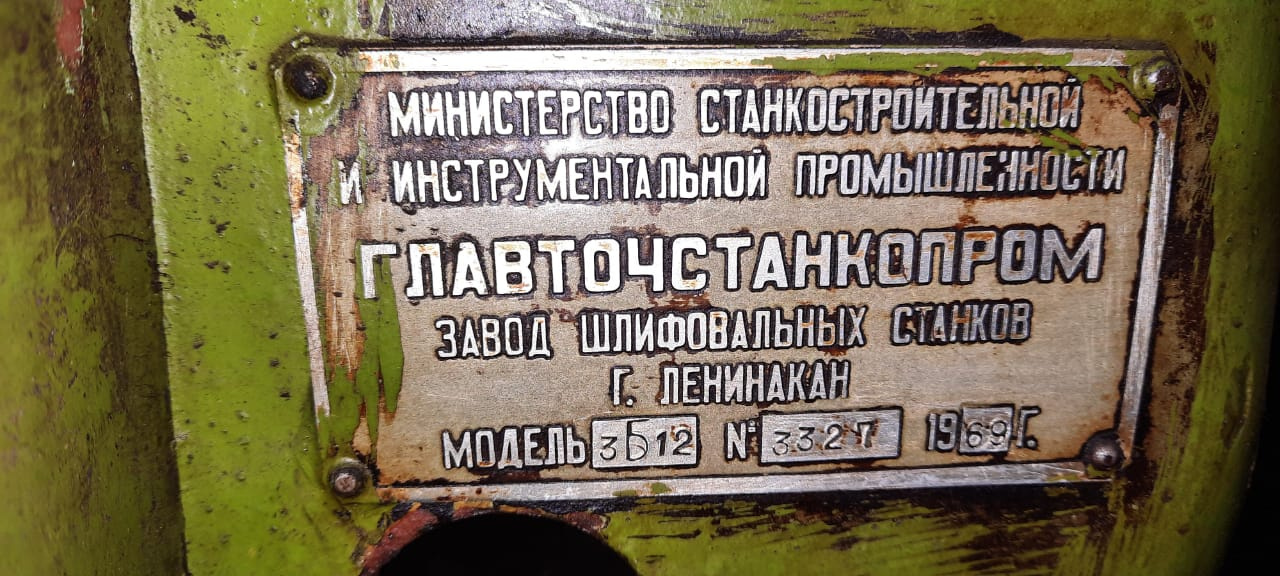 МИНИСТЕРСТВО СТАНКОСТРОИТЕЛЬНОЙ
И ИНСТРУМЕНТАЛЬНОЙ ПРОМЫШЛЕННОСТИ
ГЛАВТОЧСТАНКОПРОМ
ЗАВОД ШЛИФОВАЛЬНЫХ СТАНКОВ
Г. ЛЕНИНАКАН
МОДЕЛЬ 3Б12 № 3327 1969 Г.